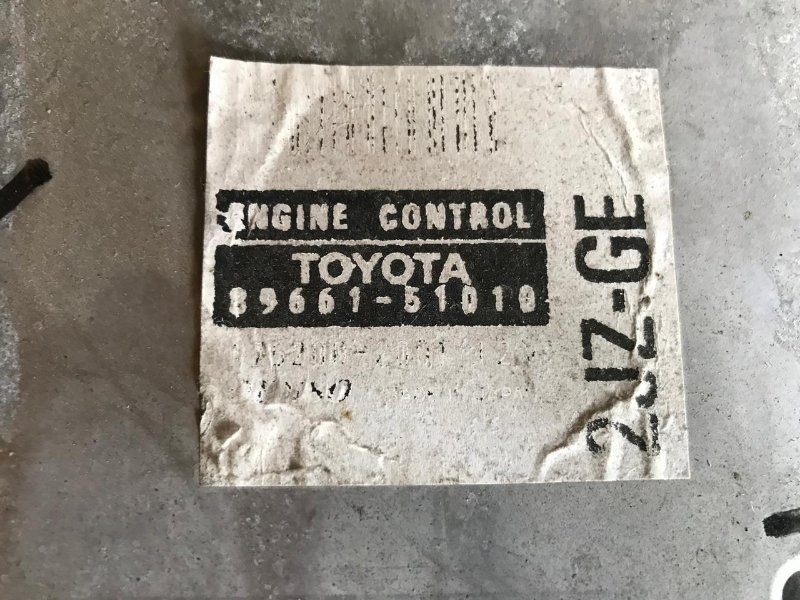 ENGINE CONTROL
TOYOTA
89661-51010
2JZ-GE